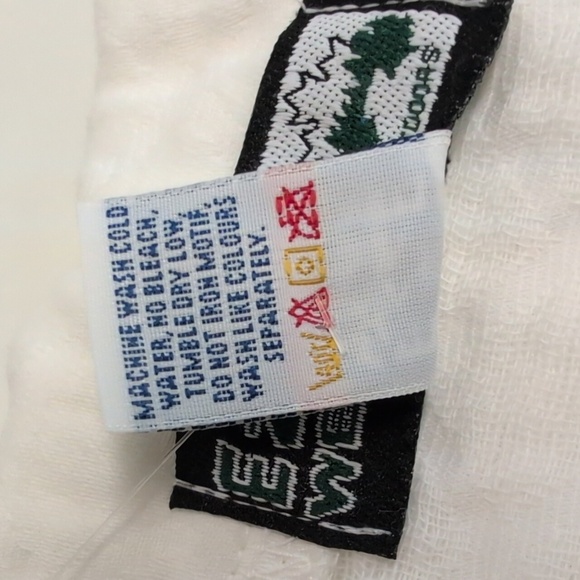 MACHINE WASH COLD
WATER, NO BLEACH,
TUMBLE DRY LOW,
DO NOT IRON MOTIF,
WASH LIKE COLOURS
SEPARATELY.